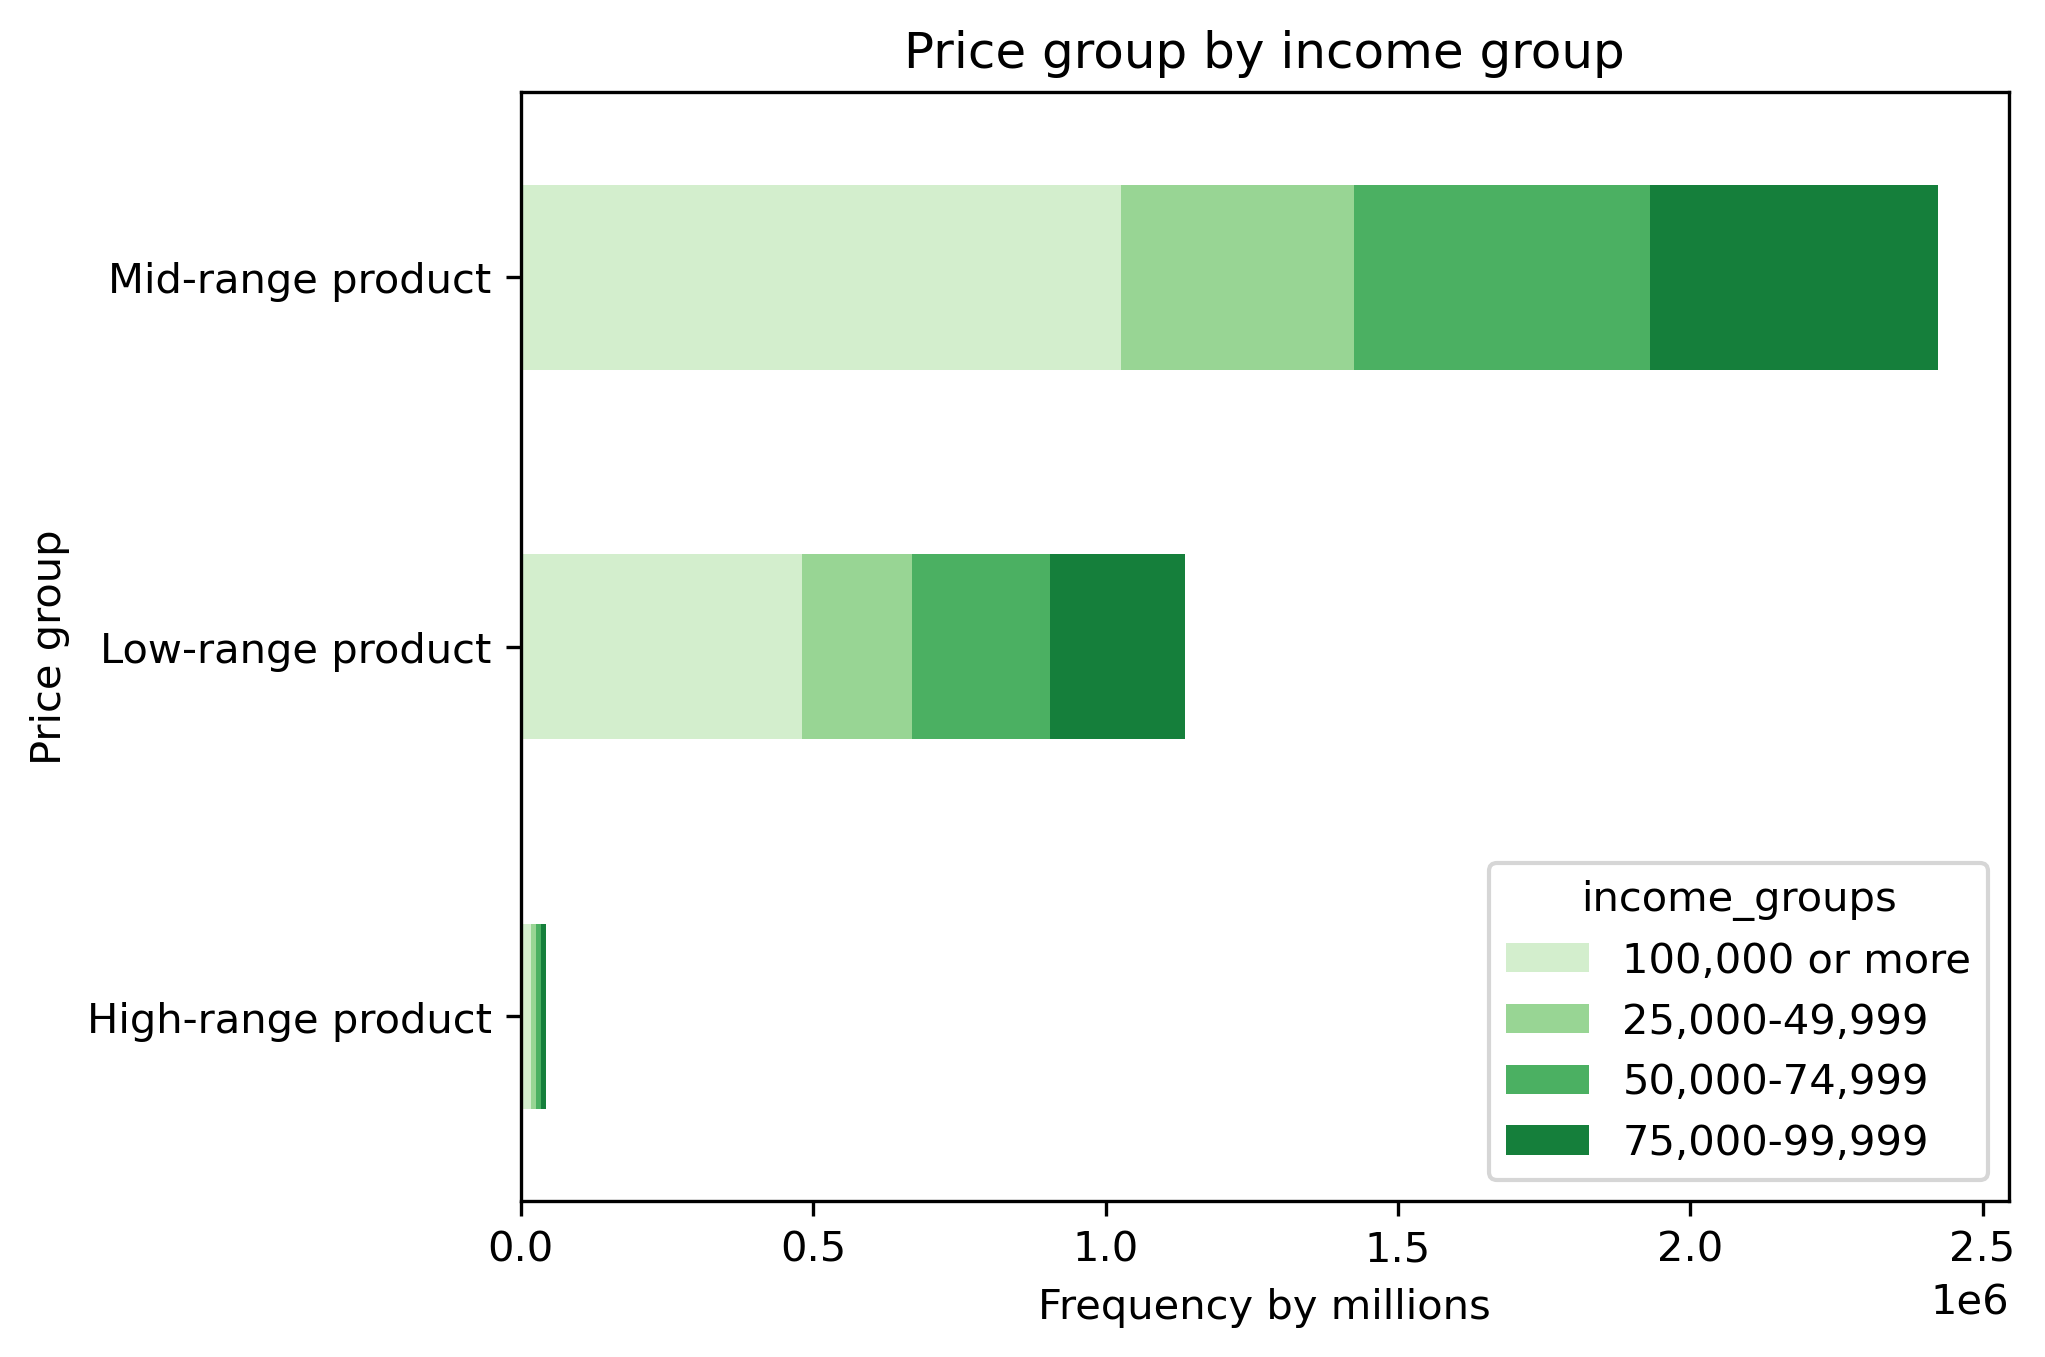 Price group by income group
Price group
Mid-range product
Low-range product
High-range product
income_groups
100,000 or more
25,000-49,999
50,000-74,999
75,000-99,999
0.0 0.5 1.0 1.5 2.0 2.5
1e6
Frequency by millions